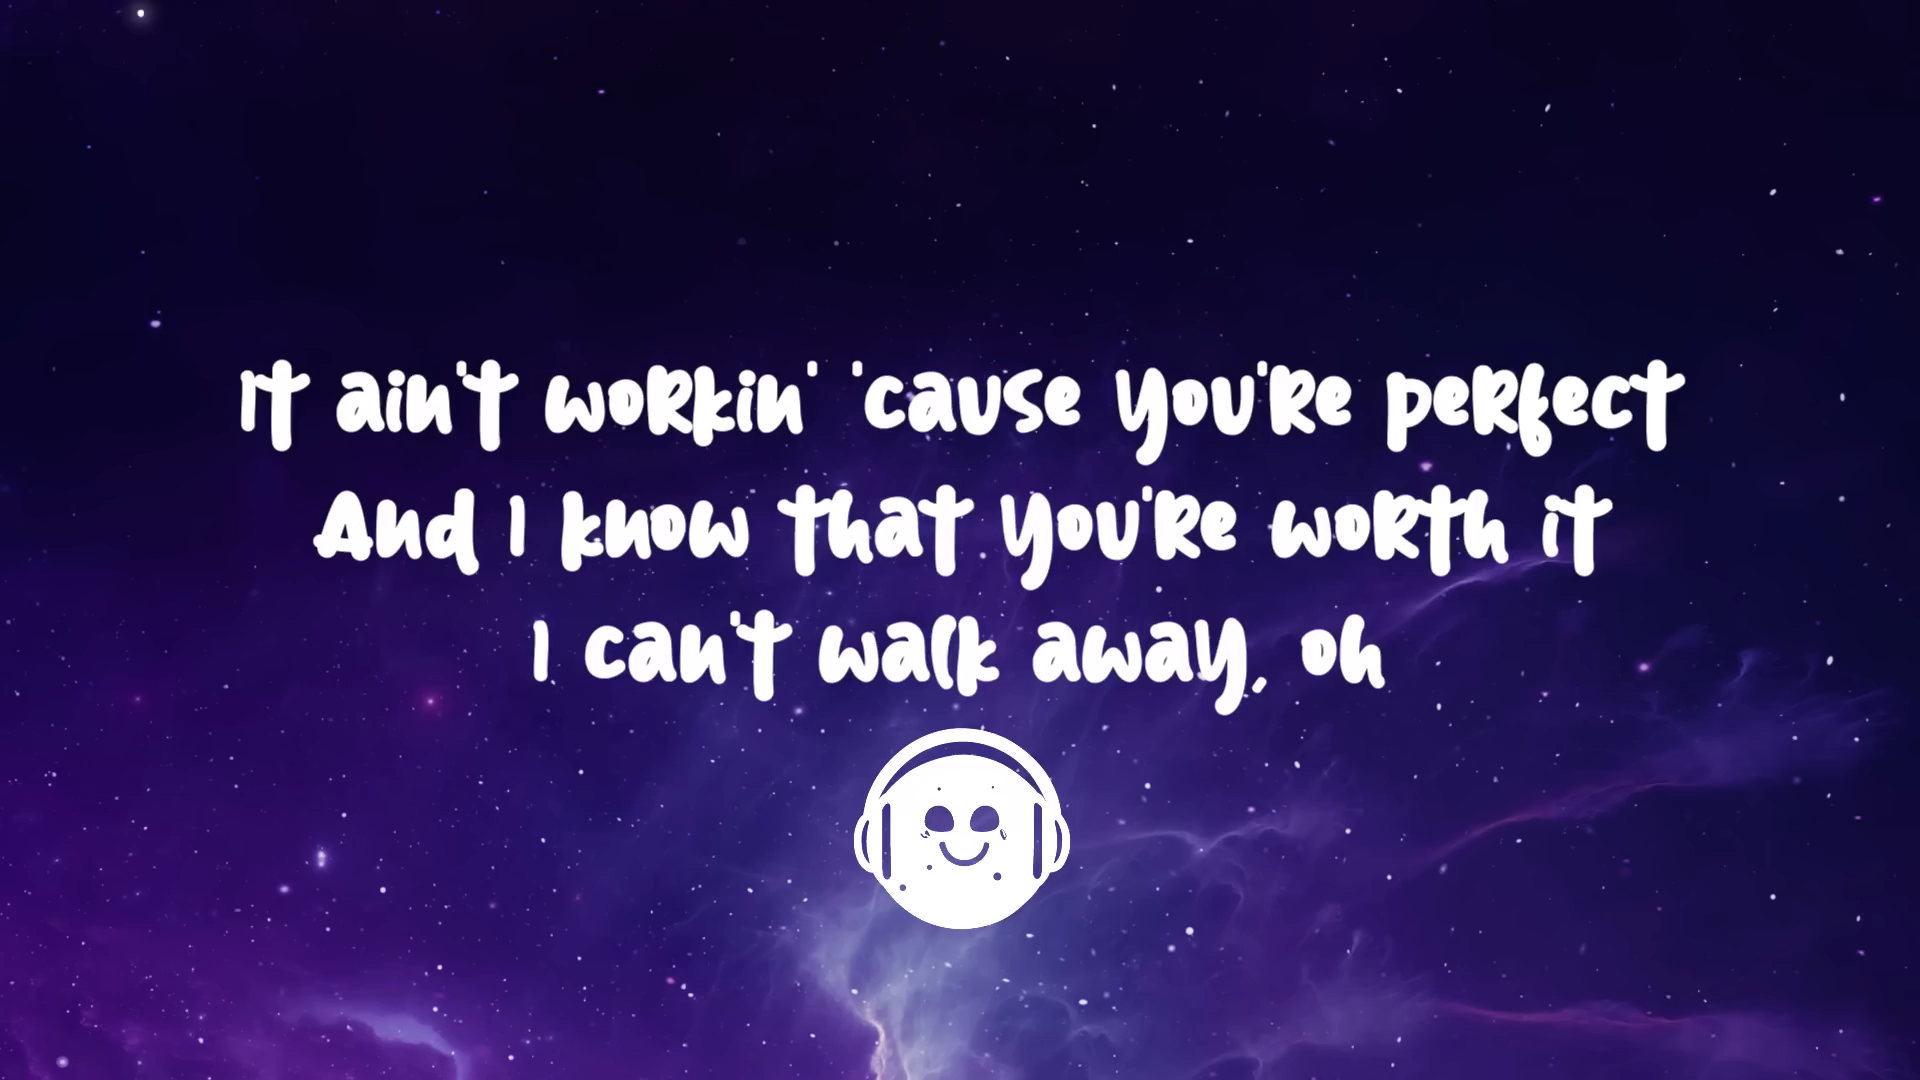 It ain't workin' 'cause you're perfect
And I know that you're worth it
I can't walk away, oh